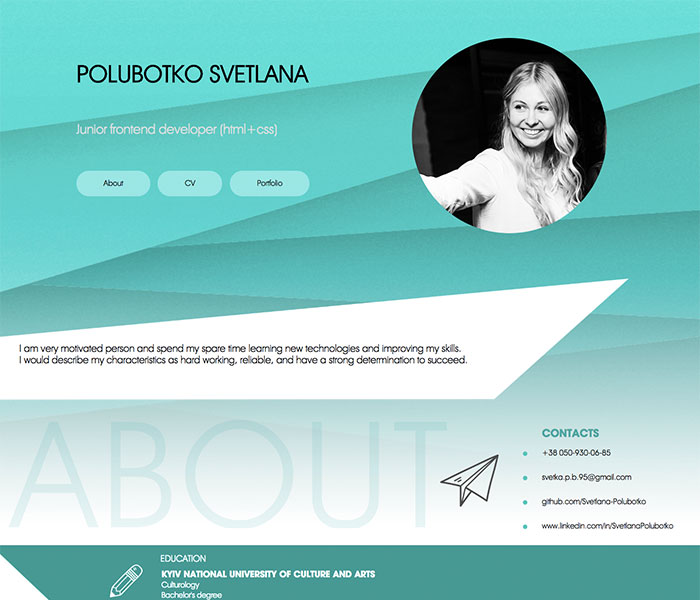 POLUBOTKO SVETLANA
Junior frontend developer (html+css)
About CV Portfolio
I am very motivated person and spend my spare time learning new technologies and improving my skills.
I would describe my characteristics as hard working, reliable, and have a strong determination to succeed.
ABOUT
CONTACTS
+38 050-930-06-85
svetka.p.b.95@gmail.com
github.com/Svetlana-Polubotko
www.linkedin.com/in/SvetlanaPolubotko
EDUCATION
KYIV NATIONAL UNIVERSITY OF CULTURE AND ARTS
Culturology
Bachelor's degree